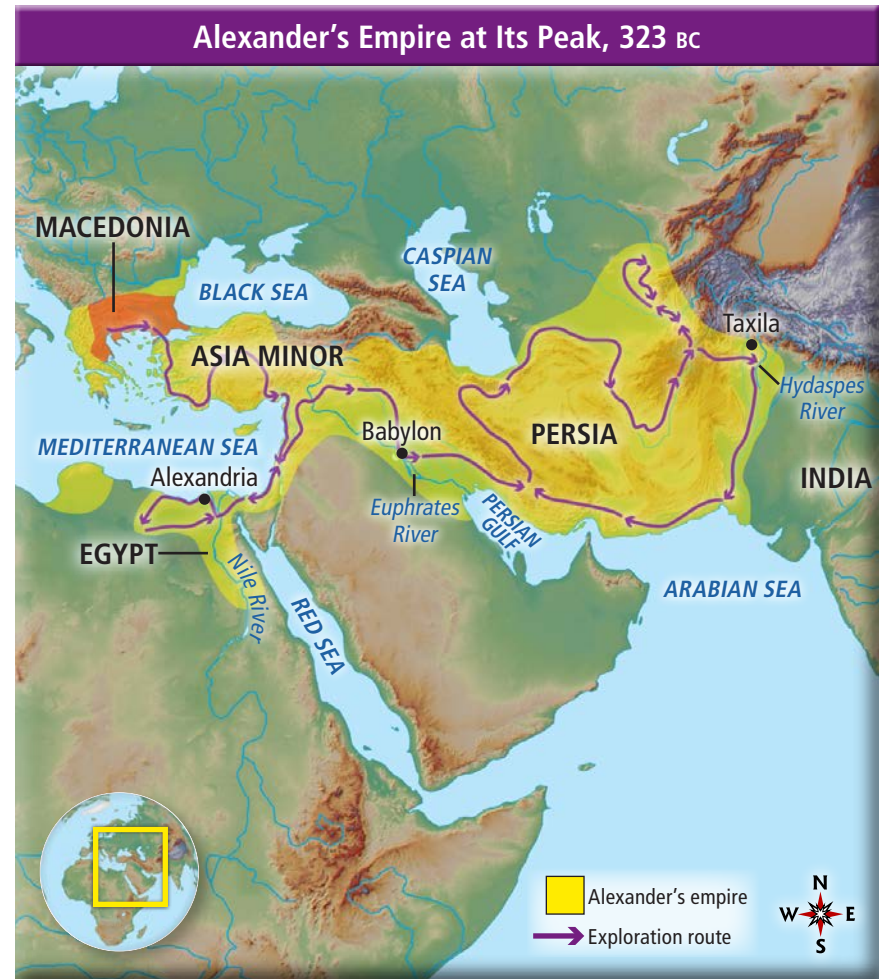 Alexander's Empire at Its Peak, 323 BC
MACEDONIA
BLACK SEA
CASPIAN
SEA
Taxila
ASIA MINOR
Hydaspes
River
PERSIA
Babylon
MEDITERRANEAN SEA
Alexandria
INDIA
Euphrates
River
PERSIAN
GULF
EGYPT
Nile River
RED SEA
ARABIAN SEA
Alexander's empire
Exploration route
N
W E
S